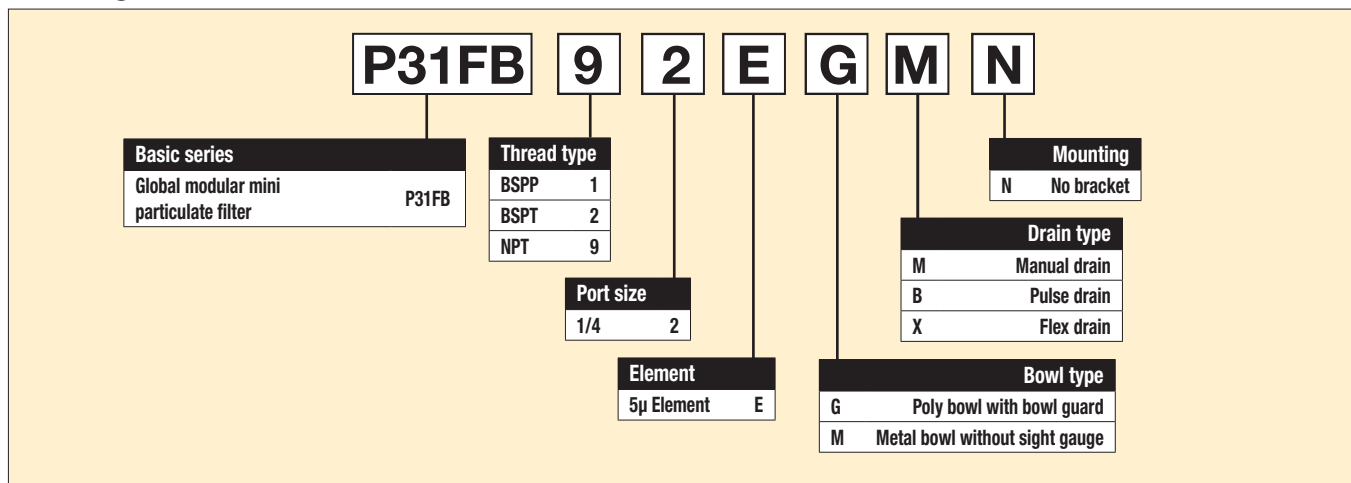 P31FB 9 2 E G M N
Basic series
Global modular mini
particulate filter P31FB
Thread type
BSPP 1
BSPT 2
NPT 9
Mounting
N No bracket
Drain type
M Manual drain
B Pulse drain
X Flex drain
Port size
1/4 2
Element
5µ Element E
Bowl type
G Poly bowl with bowl guard
M Metal bowl without sight gauge